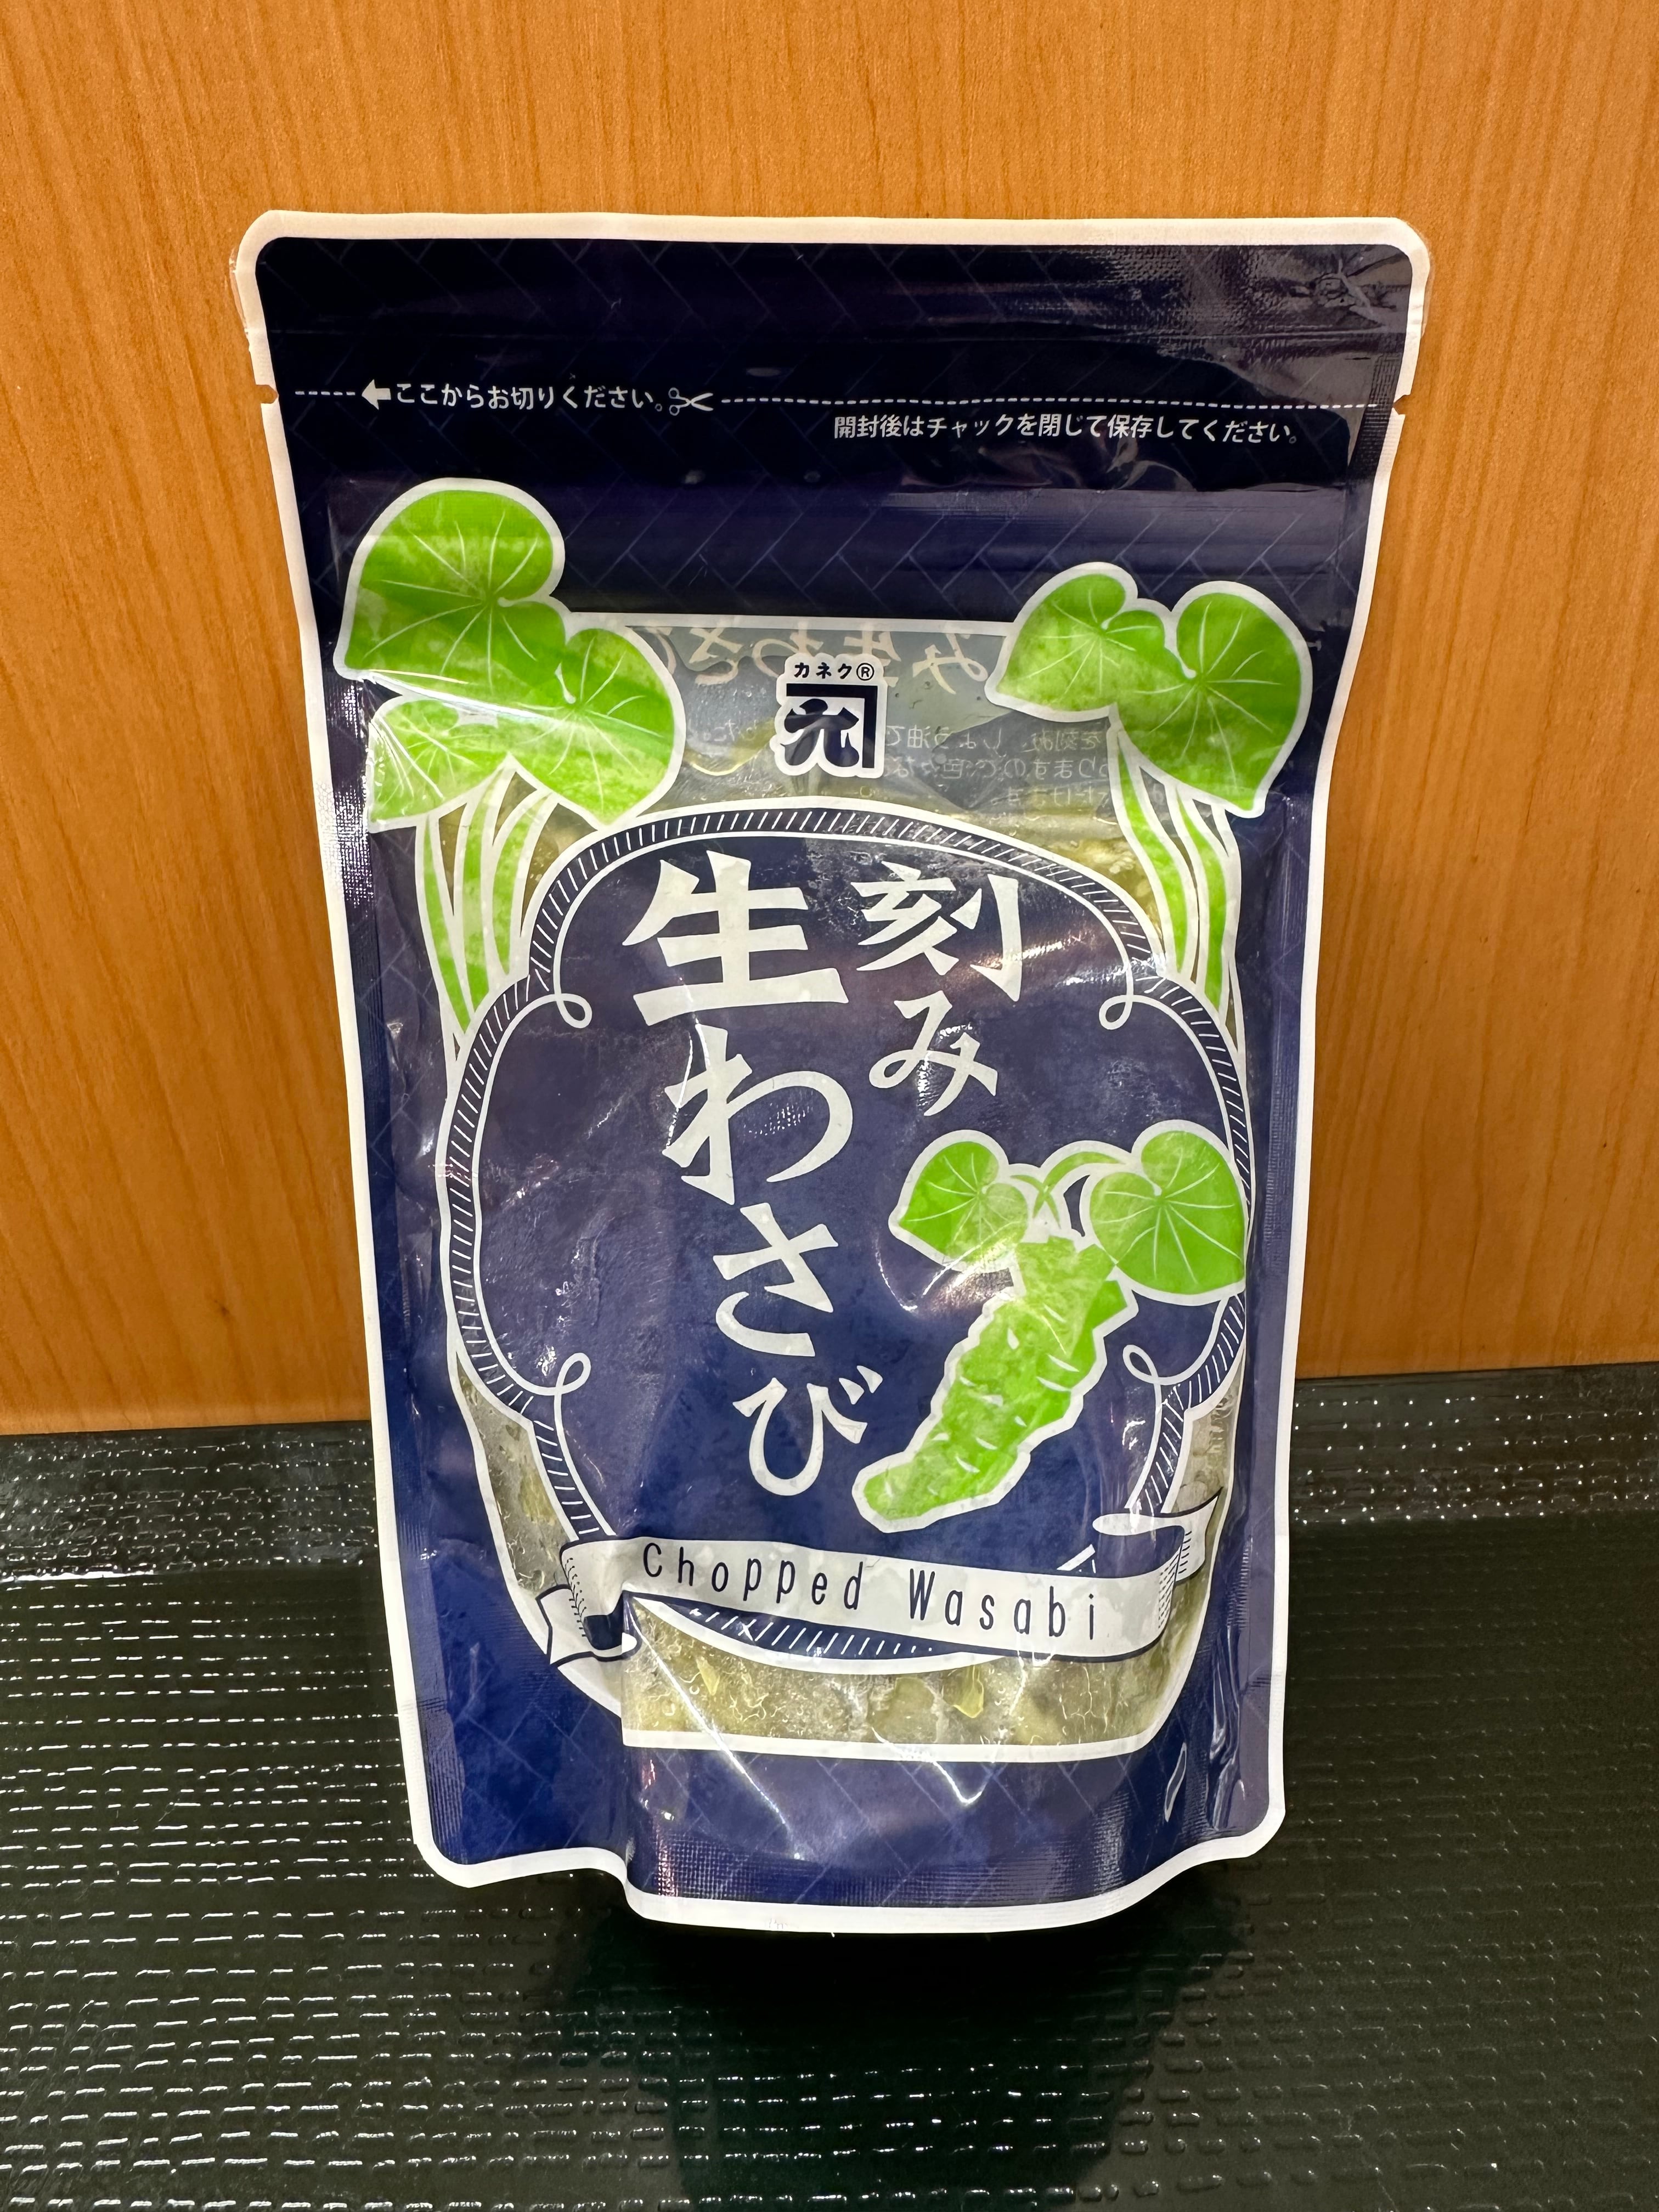 ここからお切りください。
開封後はチャックを閉じて保存してください。
カネク®
刻み
生わさび
Chopped Wasabi